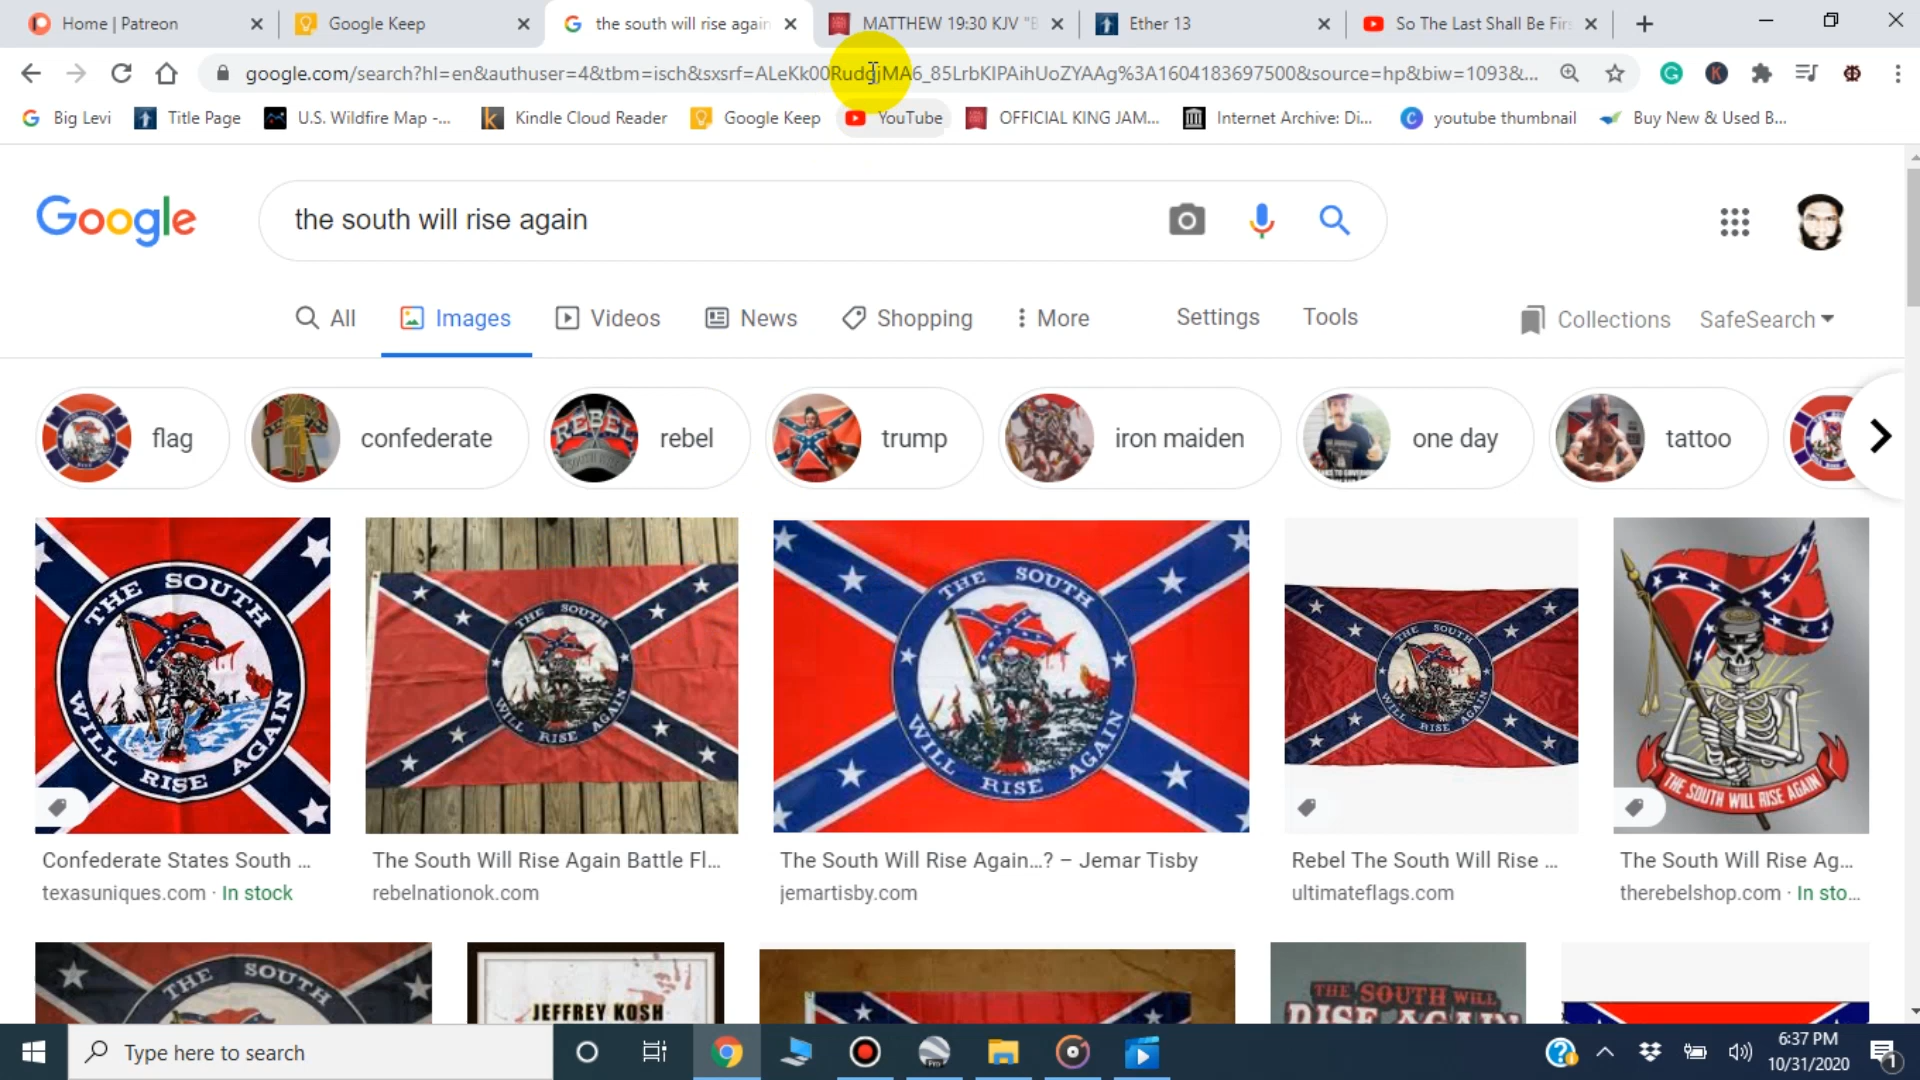 Home | Patreon
Google Keep
the south will rise again
MATTHEW 19:30 KJV "B
Ether 13
So The Last Shall Be Firs
google.com/search?hl=en&authuser=4&tbm=isch&sxsrf=ALeKk00RudgjMA6_85LrbKIPAihUoZYAAg%3A1604183697500&source=hp&biw=1093&...
Big Levi
Title Page
U.S. Wildfire Map -...
Kindle Cloud Reader
Google Keep
YouTube
OFFICIAL KING JAM...
Internet Archive: Di...
youtube thumbnail
Buy New & Used B...
Google
the south will rise again
All
Images
Videos
News
Shopping
More
Settings
Tools
Collections
SafeSearch
flag
confederate
REBEL
rebel
trump
iron maiden
one day
tattoo
THE SOUTH
WILL RISE AGAIN
THE SOUTH
WILL RISE AGAIN
THE SOUTH
WILL RISE AGAIN
THE SOUTH
WILL RISE AGAIN
THE SOUTH WILL RISE AGAIN
Confederate States South ...
texasuniques.com · In stock
The South Will Rise Again Battle Fl...
rebelnationok.com
The South Will Rise Again...? – Jemar Tisby
jemartisby.com
Rebel The South Will Rise ...
ultimateflags.com
The South Will Rise Ag...
therebelshop.com · In sto...
THE SOUTH
JEFFREY KOSH
THE SOUTH WILL
RISE AGAIN
Type here to search
6:37 PM
10/31/2020
1